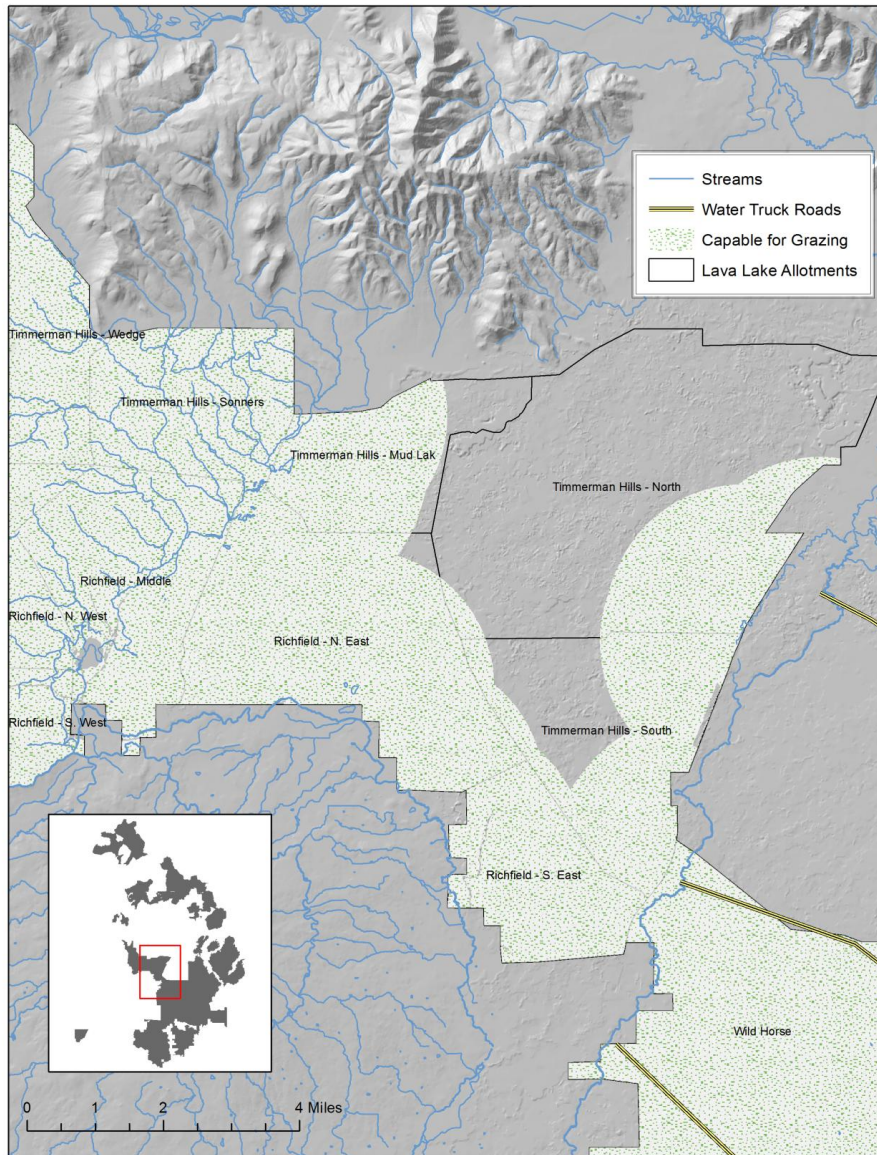 Streams
Water Truck Roads
Capable for Grazing
Lava Lake Allotments
Timmerman Hills - Wedge
Timmerman Hills - Sonners
Timmerman Hills - Mud Lak
Timmerman Hills - North
Richfield - Middle
Richfield - N. West
Richfield - N. East
Richfield - S. West
Timmerman Hills - South
Richfield - S. East
Wild Horse
0 1 2 4 Miles